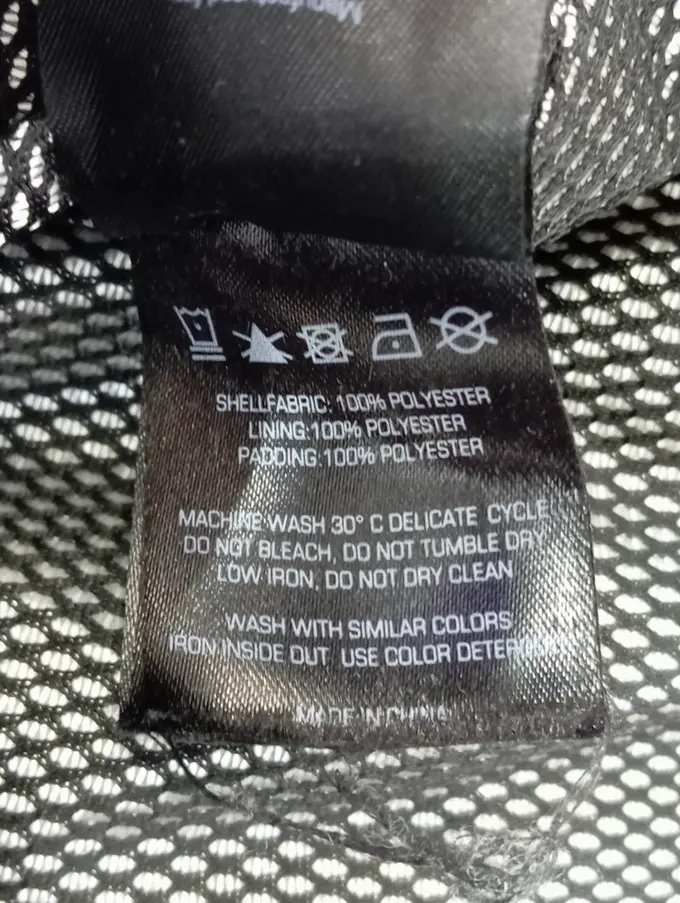 SHELLFABRIC: 100% POLYESTER
LINING:100% POLYESTER
PADDING:100% POLYESTER
MACHINE WASH 30° C DELICATE CYCLE
DO NOT BLEACH, DO NOT TUMBLE DRY
LOW IRON, DO NOT DRY CLEAN
WASH WITH SIMILAR COLORS
IRON INSIDE OUT USE COLOR
MADE IN CHINA